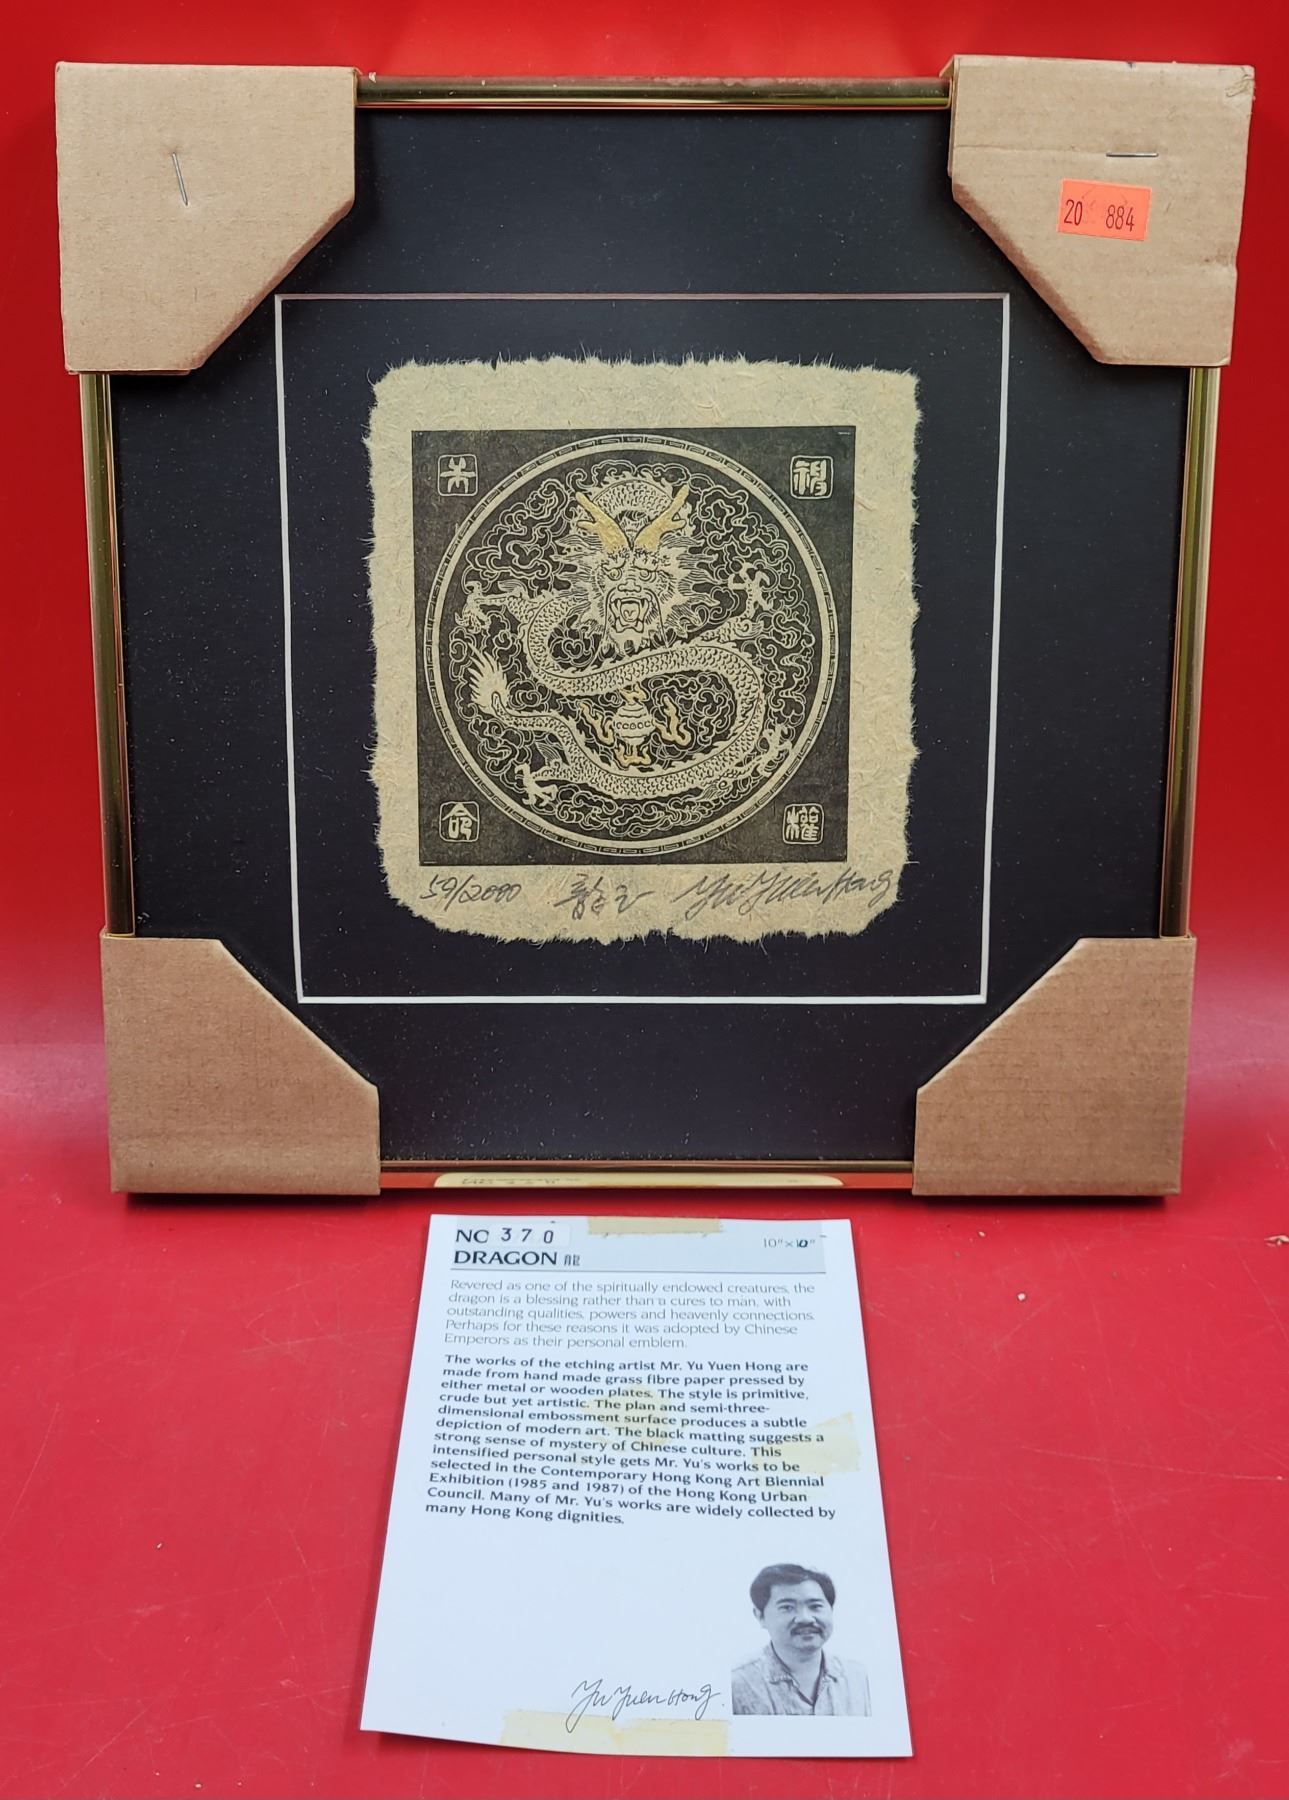 20 884
天 禍
命 權
59/2000 Yu Yuen Hong
NO 370
10"×10"
DRAGON 龍
Revered as one of the spiritually endowed creatures, the
dragon is a blessing rather than a cures to man, with
outstanding qualities, powers and heavenly connections.
Perhaps for these reasons it was adopted by Chinese
Emperors as their personal emblem.
The works of the etching artist Mr. Yu Yuen Hong are
made from hand made grass fibre paper pressed by
either metal or wooden plates. The style is primitive,
crude but yet artistic. The plan and semi-three-
dimensional embossment surface produces a subtle
depiction of modern art. The black matting suggests a
strong sense of mystery of Chinese culture. This
intensified personal style gets Mr. Yu's works to be
selected in the Contemporary Hong Kong Art Biennial
Exhibition (1985 and 1987) of the Hong Kong Urban
Council. Many of Mr. Yu's works are widely collected by
many Hong Kong dignities.
Yu Yuen Hong.